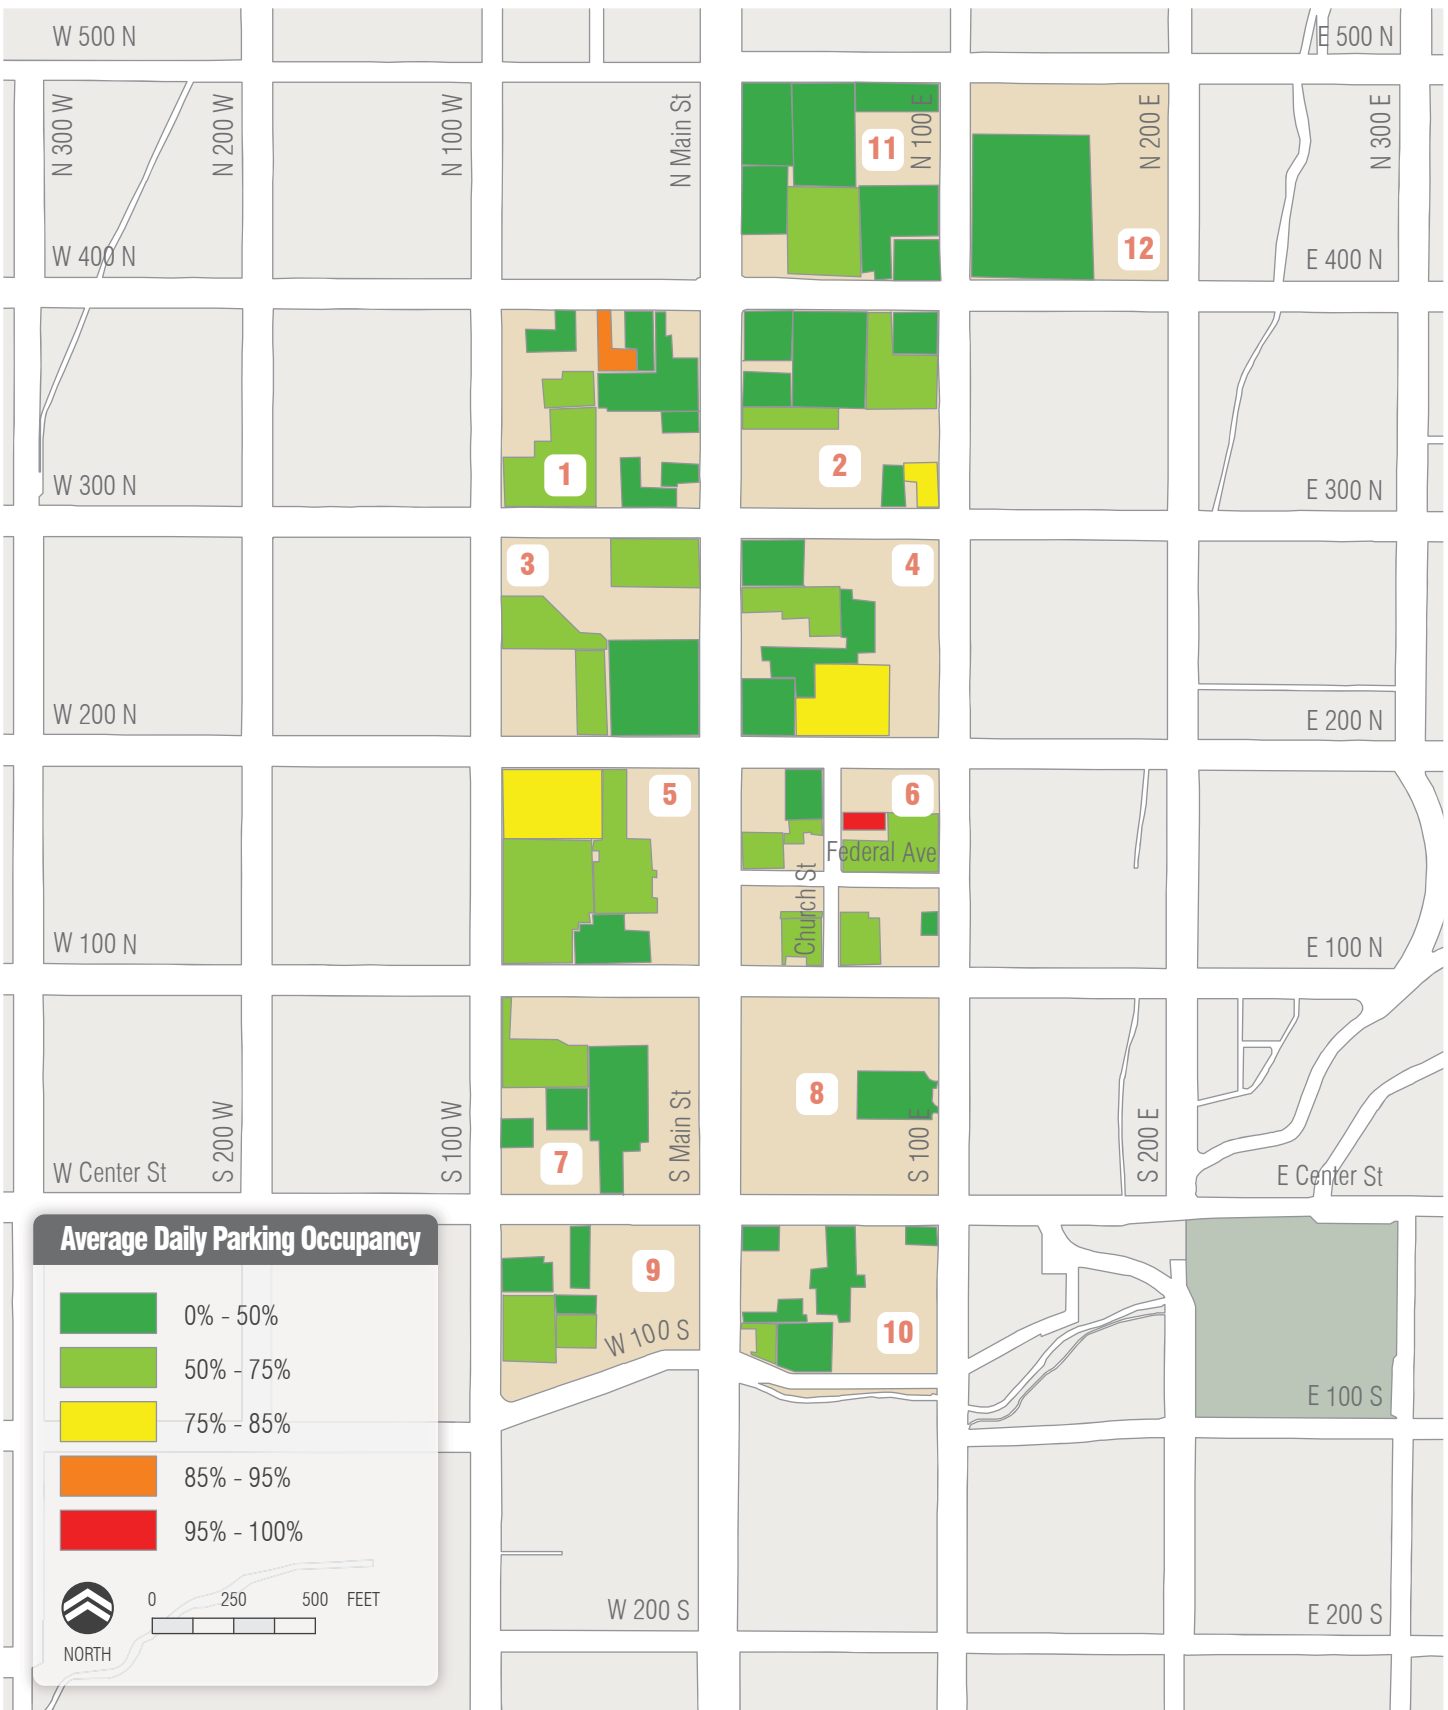 W 500 N
E 500 N
N 300 W
N 200 W
N 100 W
N Main St
N 100 E
N 200 E
N 300 E
11
12
W 400 N
E 400 N
1
2
W 300 N
E 300 N
3
4
W 200 N
E 200 N
5
6
Federal Ave
Church St
W 100 N
E 100 N
8
7
S 200 W
S 100 W
S Main St
S 100 E
S 200 E
W Center St
E Center St
Average Daily Parking Occupancy
9
10
W 100 S
0% - 50%
50% - 75%
E 100 S
75% - 85%
85% - 95%
95% - 100%
0 250 500 FEET
W 200 S
E 200 S
NORTH